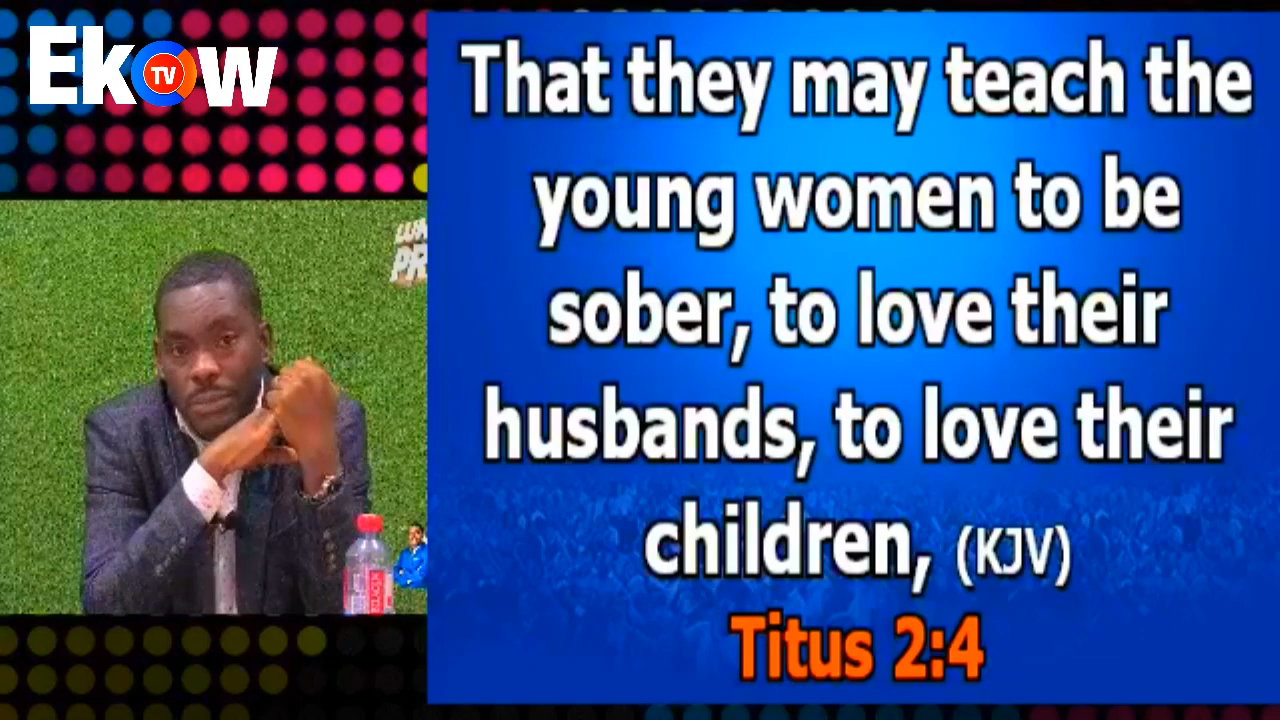 Ekow
TV
That they may teach the
young women to be
sober, to love their
husbands, to love their
children, (KJV)
Titus 2:4